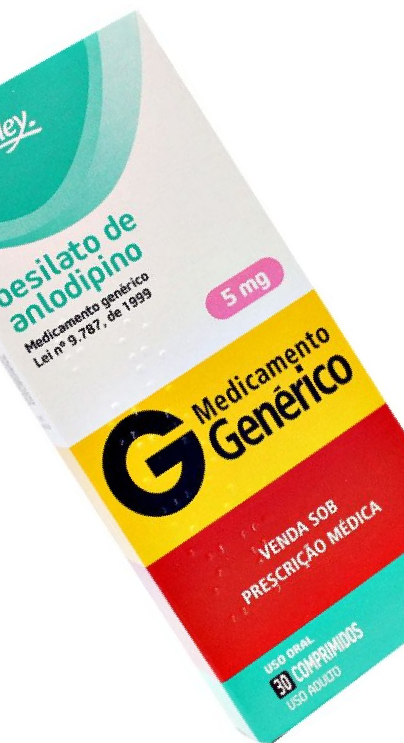 ley.
besilato de
anlodipino
Medicamento genérico
Lei nº 9.787, de 1999
5 mg
G Medicamento
Genérico
VENDA SOB
PRESCRIÇÃO MÉDICA
USO ORAL
30 COMPRIMIDOS
USO ADULTO